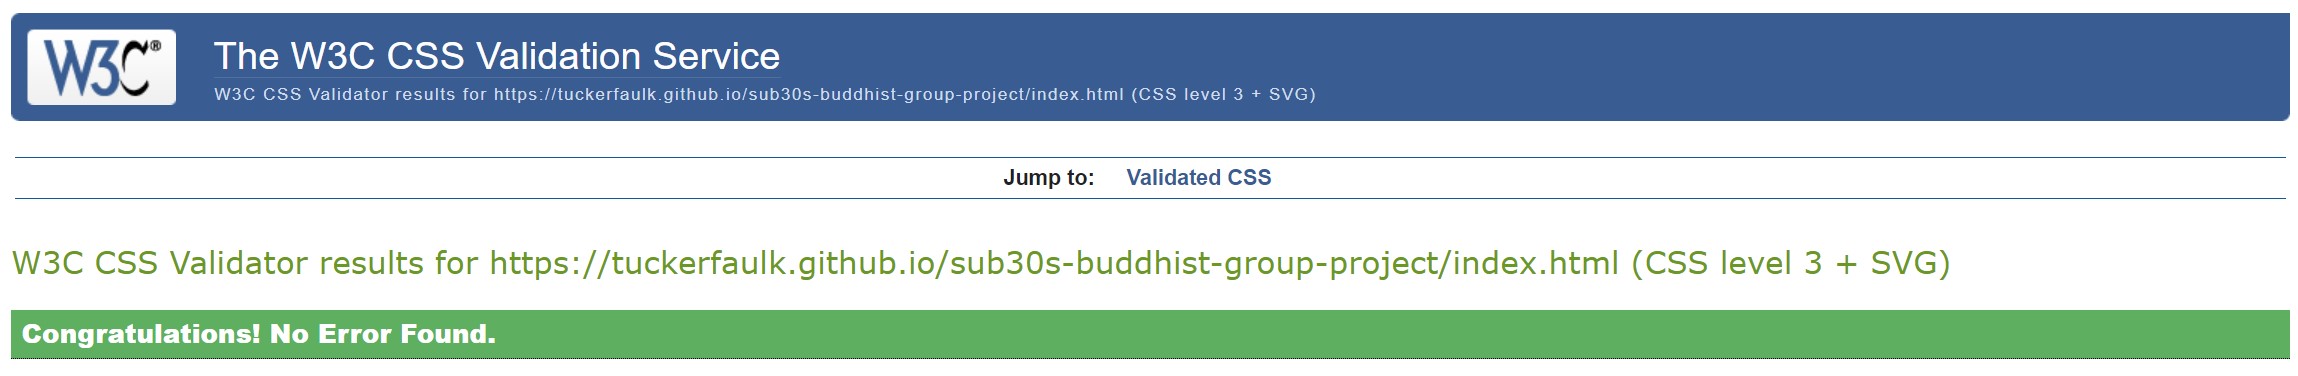 W3C®
The W3C CSS Validation Service
W3C CSS Validator results for https://tuckerfaulk.github.io/sub30s-buddhist-group-project/index.html (CSS level 3 + SVG)
Jump to: Validated CSS
W3C CSS Validator results for https://tuckerfaulk.github.io/sub30s-buddhist-group-project/index.html (CSS level 3 + SVG)
Congratulations! No Error Found.